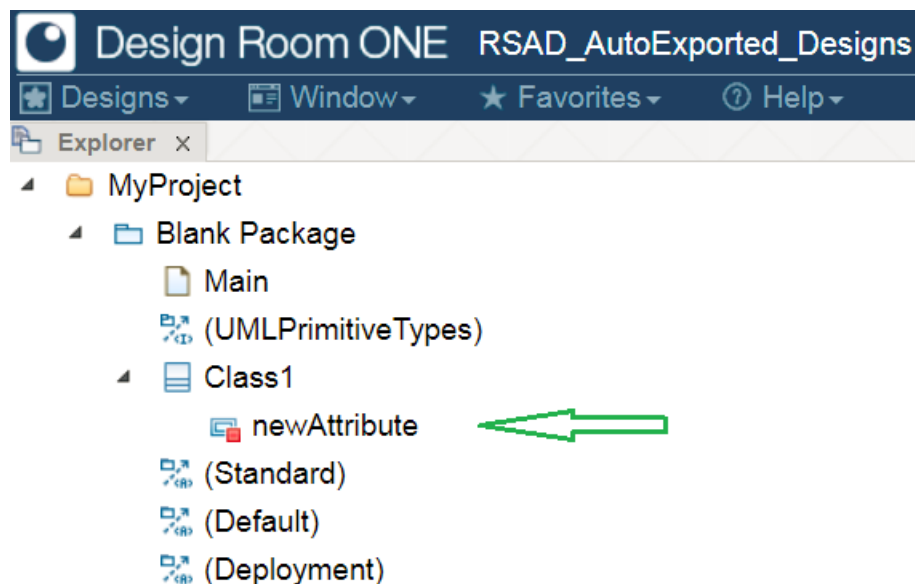 Design Room ONE RSAD_AutoExported_Designs
Designs Window Favorites Help
Explorer X
MyProject
Blank Package
Main
(UMLPrimitiveTypes)
Class1
newAttribute
(Standard)
(Default)
(Deployment)